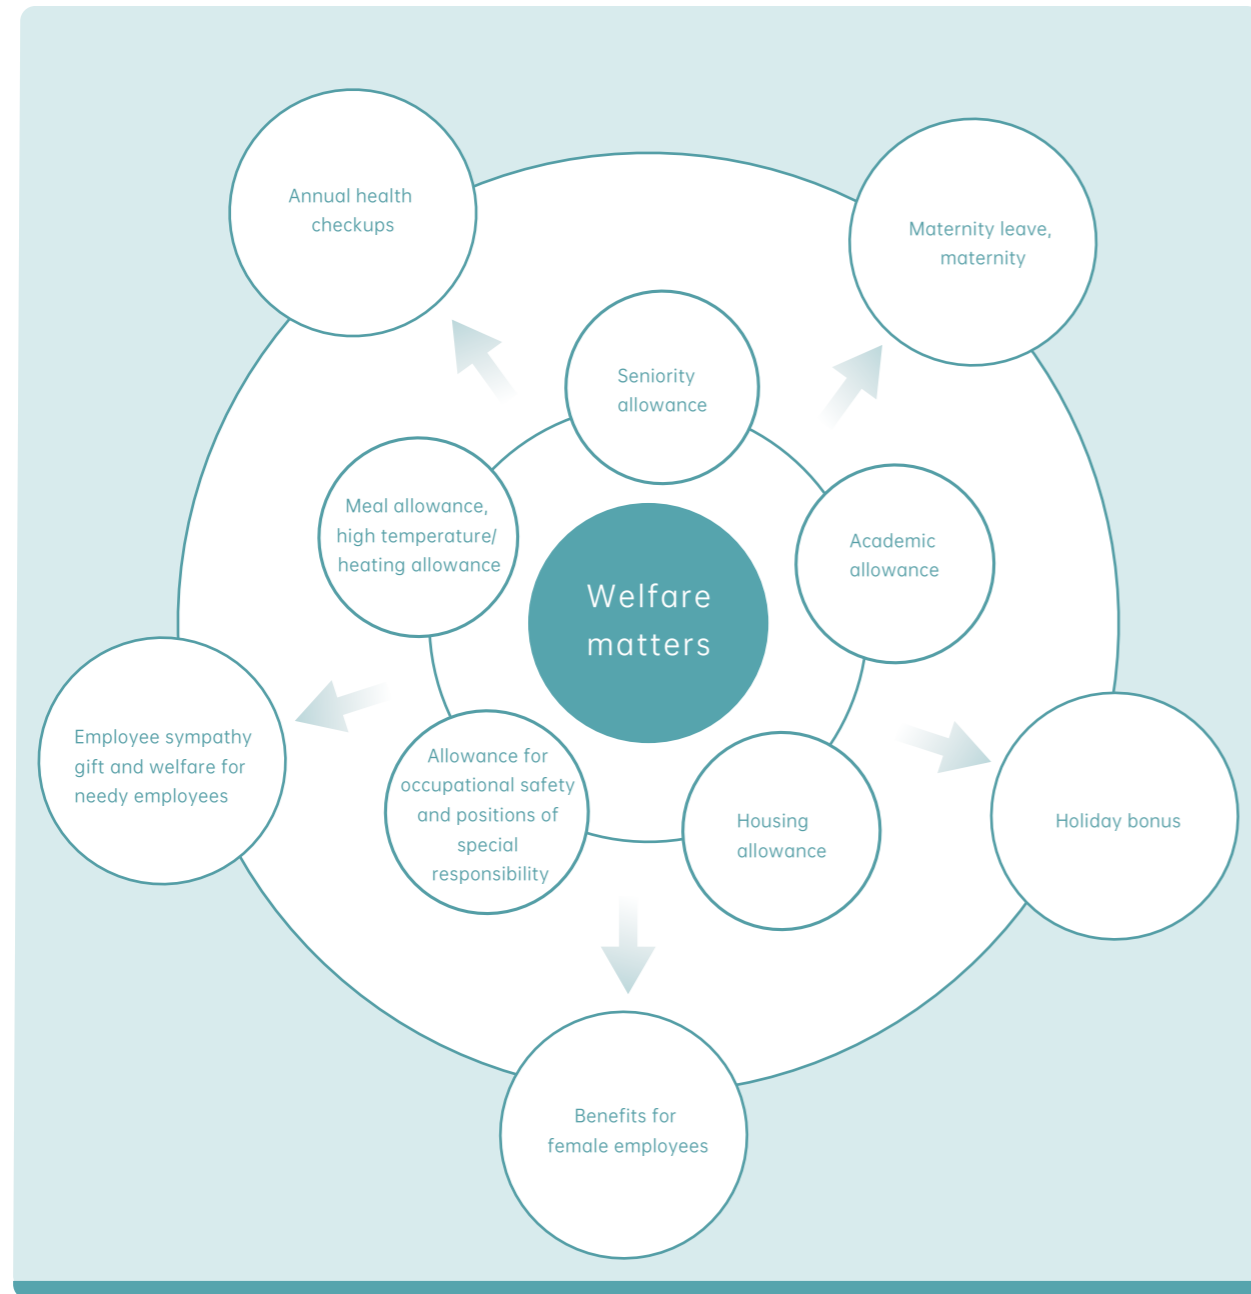 Annual health
checkups
Maternity leave,
maternity
Seniority
allowance
Meal allowance,
high temperature/
heating allowance
Academic
allowance
Welfare
matters
Employee sympathy
gift and welfare for
needy employees
Allowance for
occupational safety
and positions of
special
responsibility
Housing
allowance
Holiday bonus
Benefits for
female employees